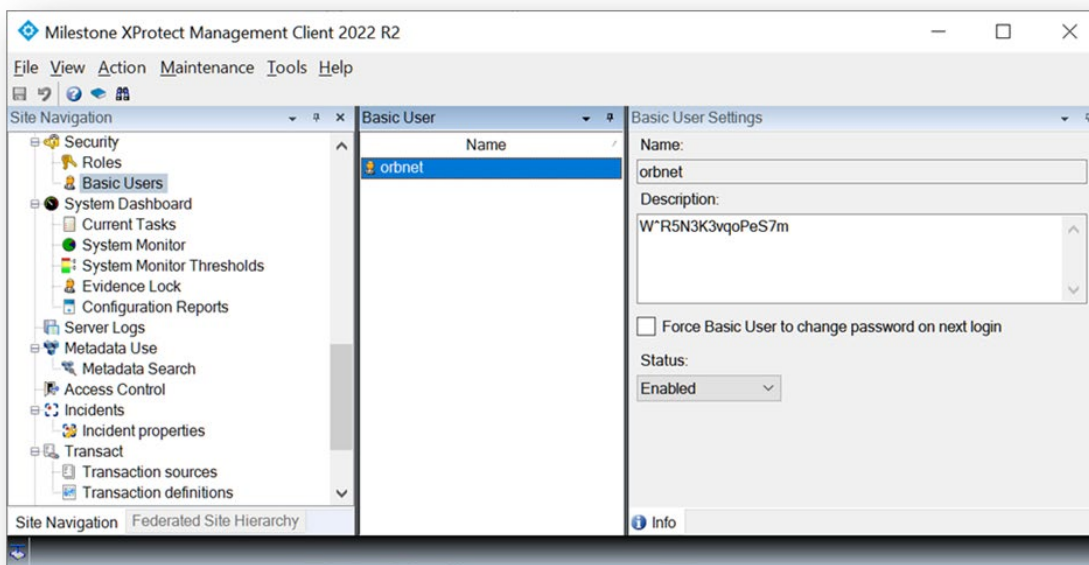 Milestone XProtect Management Client 2022 R2
File View Action Maintenance Tools Help
Site Navigation
Security
Roles
Basic Users
System Dashboard
Current Tasks
System Monitor
System Monitor Thresholds
Evidence Lock
Configuration Reports
Server Logs
Metadata Use
Metadata Search
Access Control
Incidents
Incident properties
Transact
Transaction sources
Transaction definitions
Site Navigation Federated Site Hierarchy
Basic User
Name
orbnet
Basic User Settings
Name:
orbnet
Description:
W^R5N3K3vqoPeS7m
Force Basic User to change password on next login
Status:
Enabled
Info